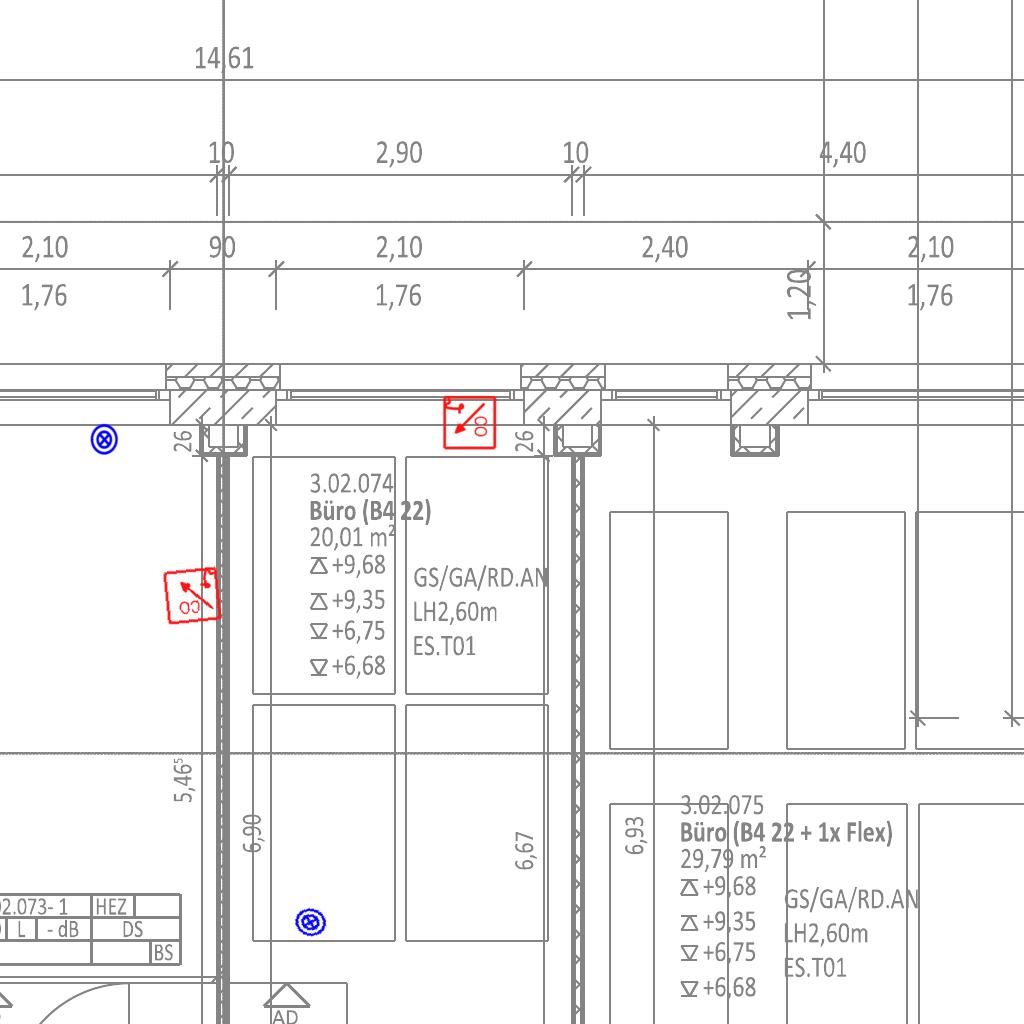 14,61
10 2,90 10 4,40
2,10 90 2,10 2,40 2,10
1,76 1,76 1,20 1,76
26 CO 26
3.02.074
Büro (B4 22)
20,01 m²
+9,68
+9,35
+6,75
+6,68
GS/GA/RD.AN
LH2,60m
ES.T01
CO
5,46⁵
6,90
6,67
6,93
3.02.075
Büro (B4 22 + 1x Flex)
29,79 m²
+9,68
+9,35
+6,75
+6,68
GS/GA/RD.AN
LH2,60m
ES.T01
02.073- 1 HEZ
L - dB DS
BS
AD